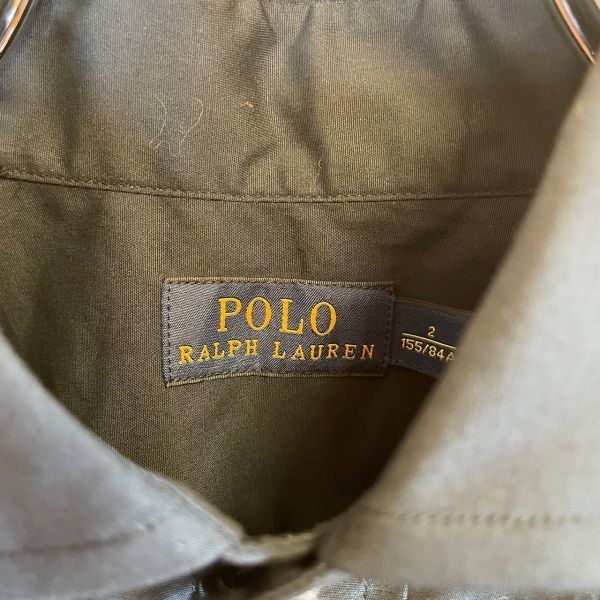 POLO
RALPH LAUREN
2
155/84A